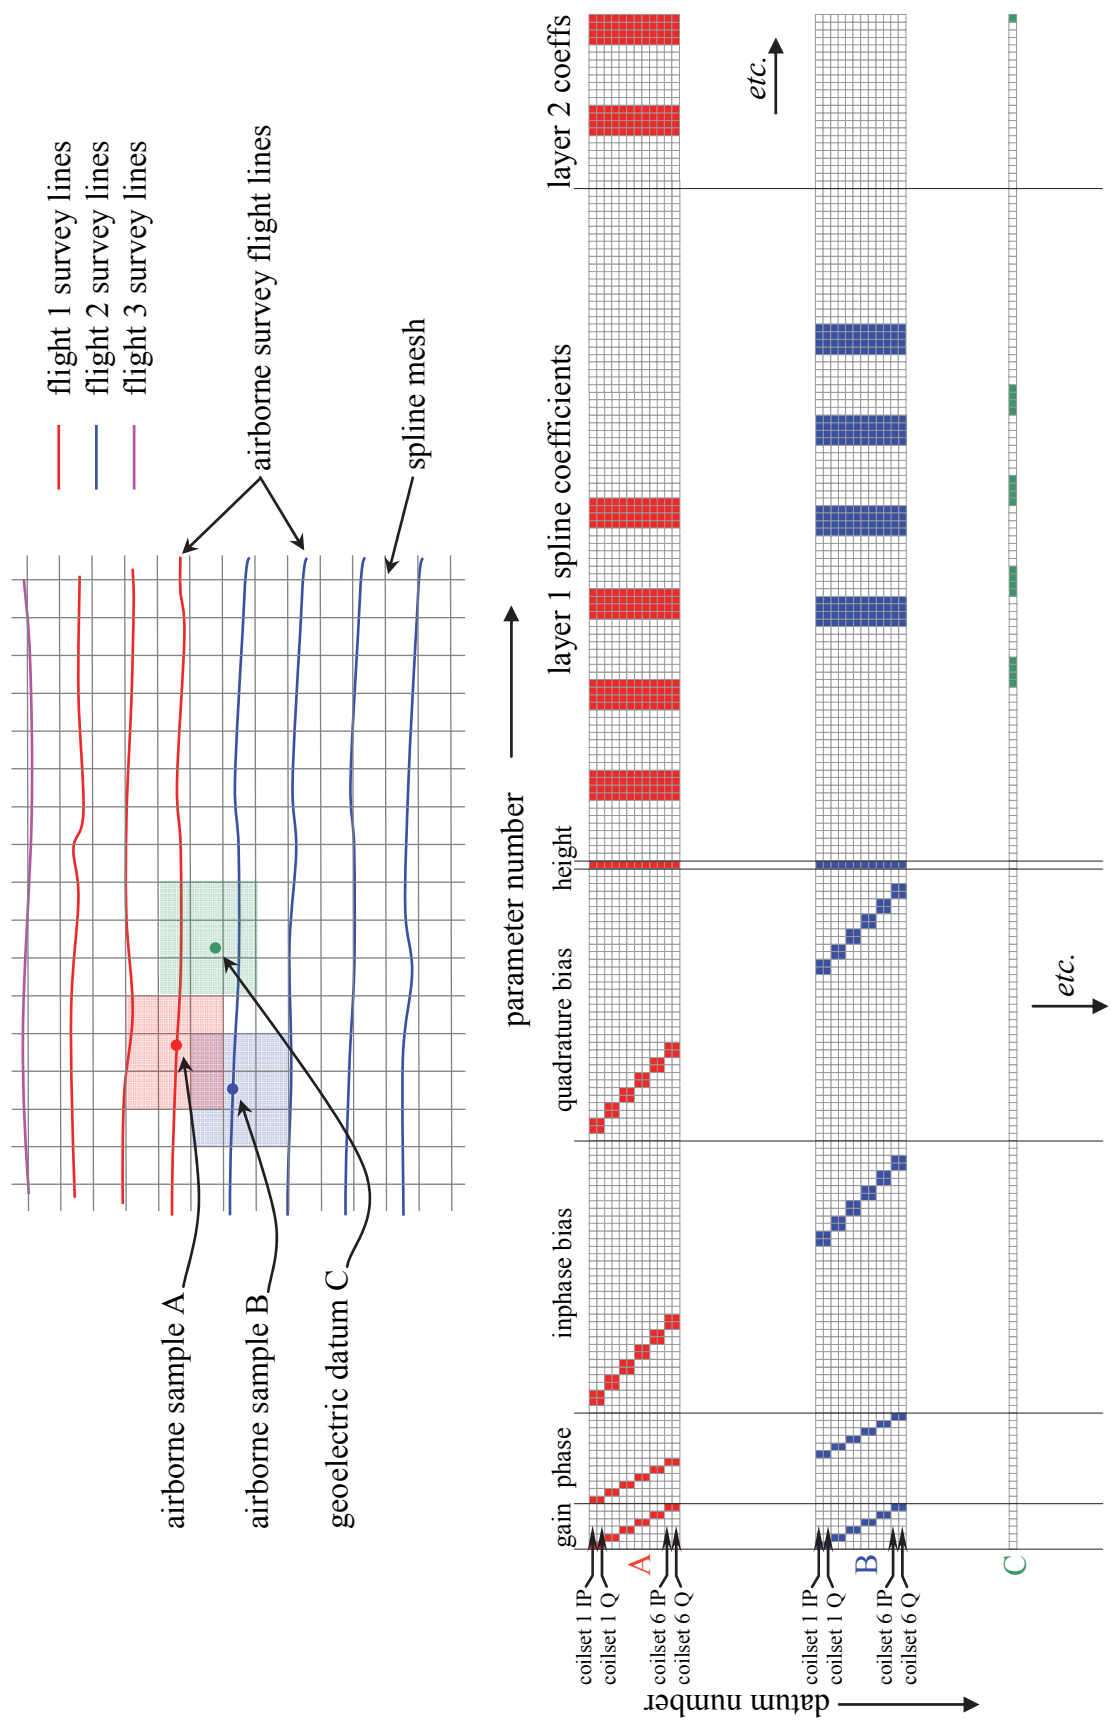 flight 1 survey lines
flight 2 survey lines
flight 3 survey lines
airborne survey flight lines
spline mesh
airborne sample A
airborne sample B
geoelectric datum C
parameter number
gain
phase
inphase bias
quadrature bias
height
layer 1 spline coefficients
layer 2 coeffs
coilset 1 IP
coilset 1 Q
A
coilset 6 IP
coilset 6 Q
etc.
coilset 1 IP
coilset 1 Q
B
coilset 6 IP
coilset 6 Q
C
datum number
etc.